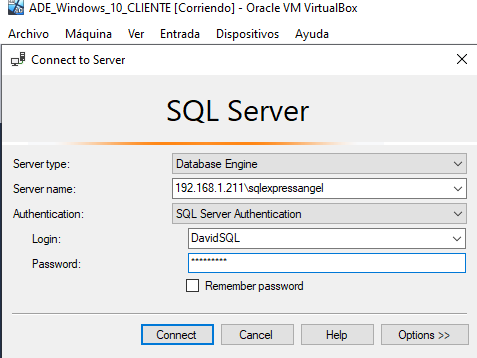 ADE_Windows_10_CLIENTE [Corriendo] - Oracle VM VirtualBox
Archivo Máquina Ver Entrada Dispositivos Ayuda
Connect to Server
SQL Server
Server type: Database Engine
Server name: 192.168.1.211\sqlexpressangel
Authentication: SQL Server Authentication
Login: DavidSQL
Password: *********
Remember password
Connect Cancel Help Options >>